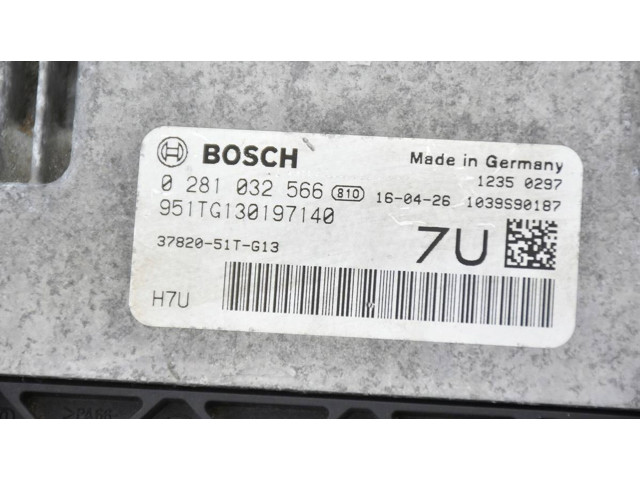 BOSCH
Made in Germany
0 281 032 566 810 16-04-26
1235 0297
1039S90187
951TG130197140
37820-51T-G13
7U
H7U
>PA66-